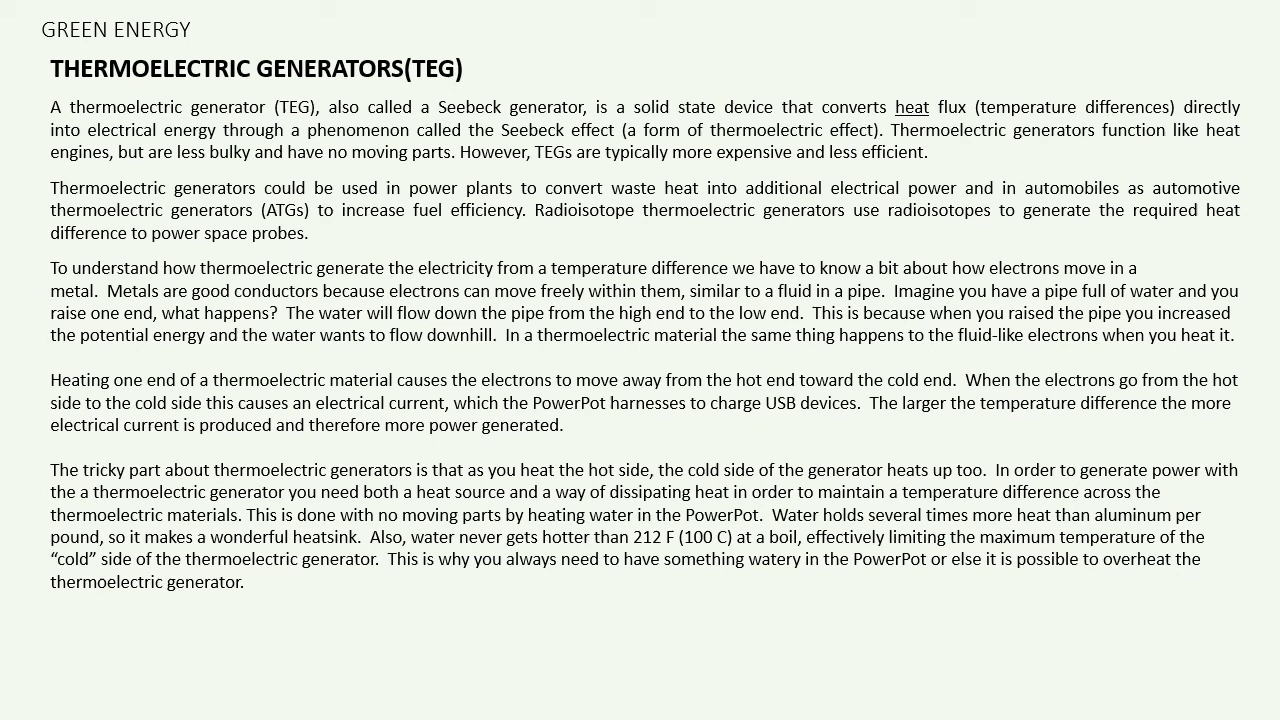 GREEN ENERGY
THERMOELECTRIC GENERATORS(TEG)
A thermoelectric generator (TEG), also called a Seebeck generator, is a solid state device that converts heat flux (temperature differences) directly
into electrical energy through a phenomenon called the Seebeck effect (a form of thermoelectric effect). Thermoelectric generators function like heat
engines, but are less bulky and have no moving parts. However, TEGs are typically more expensive and less efficient.
Thermoelectric generators could be used in power plants to convert waste heat into additional electrical power and in automobiles as automotive
thermoelectric generators (ATGs) to increase fuel efficiency. Radioisotope thermoelectric generators use radioisotopes to generate the required heat
difference to power space probes.
To understand how thermoelectric generate the electricity from a temperature difference we have to know a bit about how electrons move in a
metal.  Metals are good conductors because electrons can move freely within them, similar to a fluid in a pipe.  Imagine you have a pipe full of water and you
raise one end, what happens?  The water will flow down the pipe from the high end to the low end.  This is because when you raised the pipe you increased
the potential energy and the water wants to flow downhill.  In a thermoelectric material the same thing happens to the fluid-like electrons when you heat it.
Heating one end of a thermoelectric material causes the electrons to move away from the hot end toward the cold end.  When the electrons go from the hot
side to the cold side this causes an electrical current, which the PowerPot harnesses to charge USB devices.  The larger the temperature difference the more
electrical current is produced and therefore more power generated.
The tricky part about thermoelectric generators is that as you heat the hot side, the cold side of the generator heats up too.  In order to generate power with
the a thermoelectric generator you need both a heat source and a way of dissipating heat in order to maintain a temperature difference across the
thermoelectric materials. This is done with no moving parts by heating water in the PowerPot.  Water holds several times more heat than aluminum per
pound, so it makes a wonderful heatsink.  Also, water never gets hotter than 212 F (100 C) at a boil, effectively limiting the maximum temperature of the
“cold” side of the thermoelectric generator.  This is why you always need to have something watery in the PowerPot or else it is possible to overheat the
thermoelectric generator.